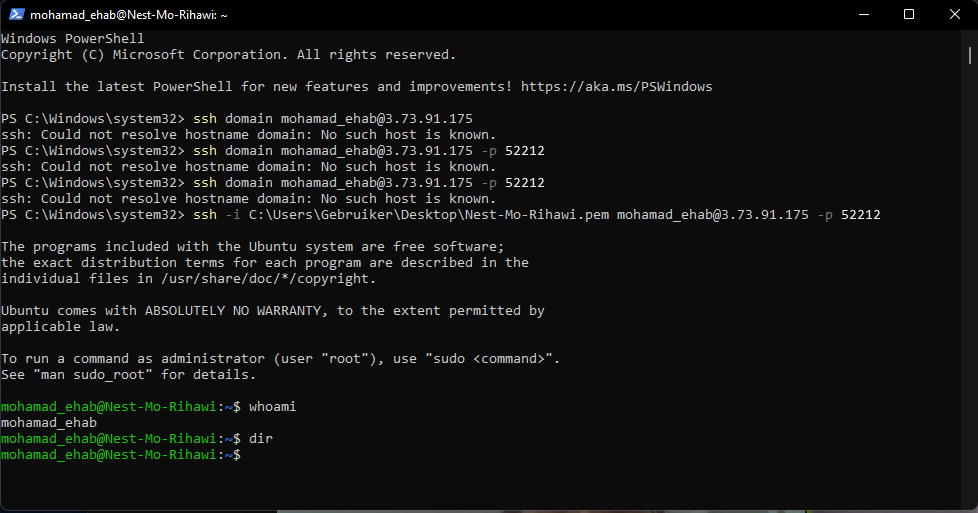 mohamad_ehab@Nest-Mo-Rihawi: ~
Windows PowerShell
Copyright (C) Microsoft Corporation. All rights reserved.
Install the latest PowerShell for new features and improvements! https://aka.ms/PSWindows
PS C:\Windows\system32> ssh domain mohamad_ehab@3.73.91.175
ssh: Could not resolve hostname domain: No such host is known.
PS C:\Windows\system32> ssh domain mohamad_ehab@3.73.91.175 -p 52212
ssh: Could not resolve hostname domain: No such host is known.
PS C:\Windows\system32> ssh domain mohamad_ehab@3.73.91.175 -p 52212
ssh: Could not resolve hostname domain: No such host is known.
PS C:\Windows\system32> ssh -i C:\Users\Gebruiker\Desktop\Nest-Mo-Rihawi.pem mohamad_ehab@3.73.91.175 -p 52212
The programs included with the Ubuntu system are free software;
the exact distribution terms for each program are described in the
individual files in /usr/share/doc/*/copyright.
Ubuntu comes with ABSOLUTELY NO WARRANTY, to the extent permitted by
applicable law.
To run a command as administrator (user "root"), use "sudo <command>".
See "man sudo_root" for details.
mohamad_ehab@Nest-Mo-Rihawi:~$ whoami
mohamad_ehab
mohamad_ehab@Nest-Mo-Rihawi:~$ dir
mohamad_ehab@Nest-Mo-Rihawi:~$